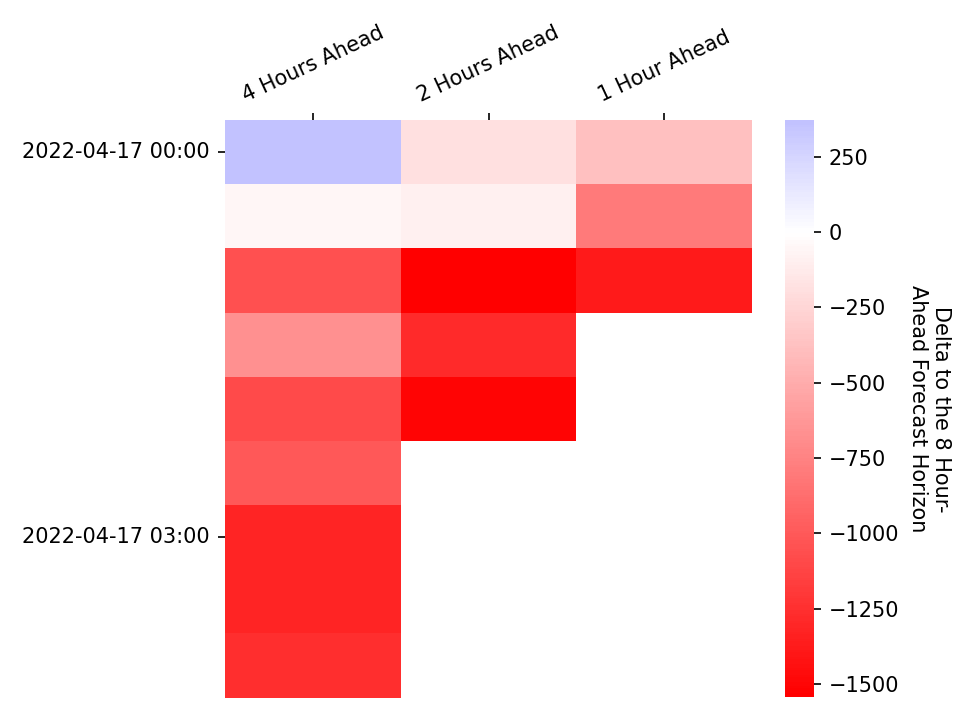 4 Hours Ahead
2 Hours Ahead
1 Hour Ahead
2022-04-17 00:00
2022-04-17 03:00
250
0
−250
−500
−750
−1000
−1250
−1500
Delta to the 8 Hour-
Ahead Forecast Horizon